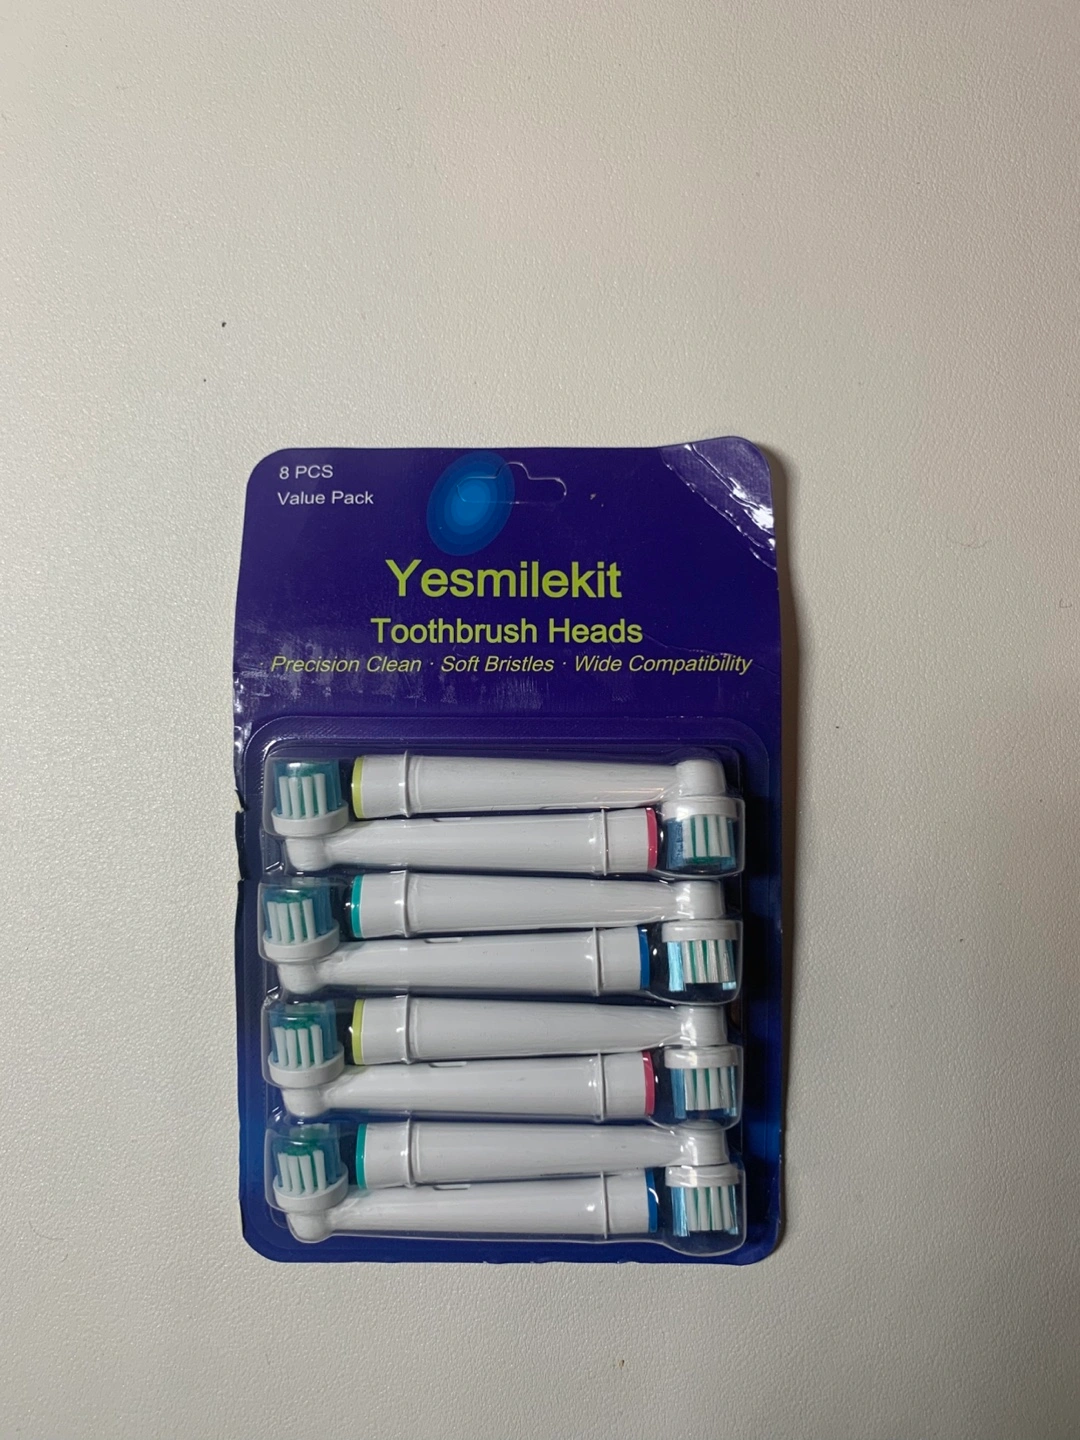 8 PCS
Value Pack
Yesmilekit
Toothbrush Heads
· Precision Clean · Soft Bristles · Wide Compatibility